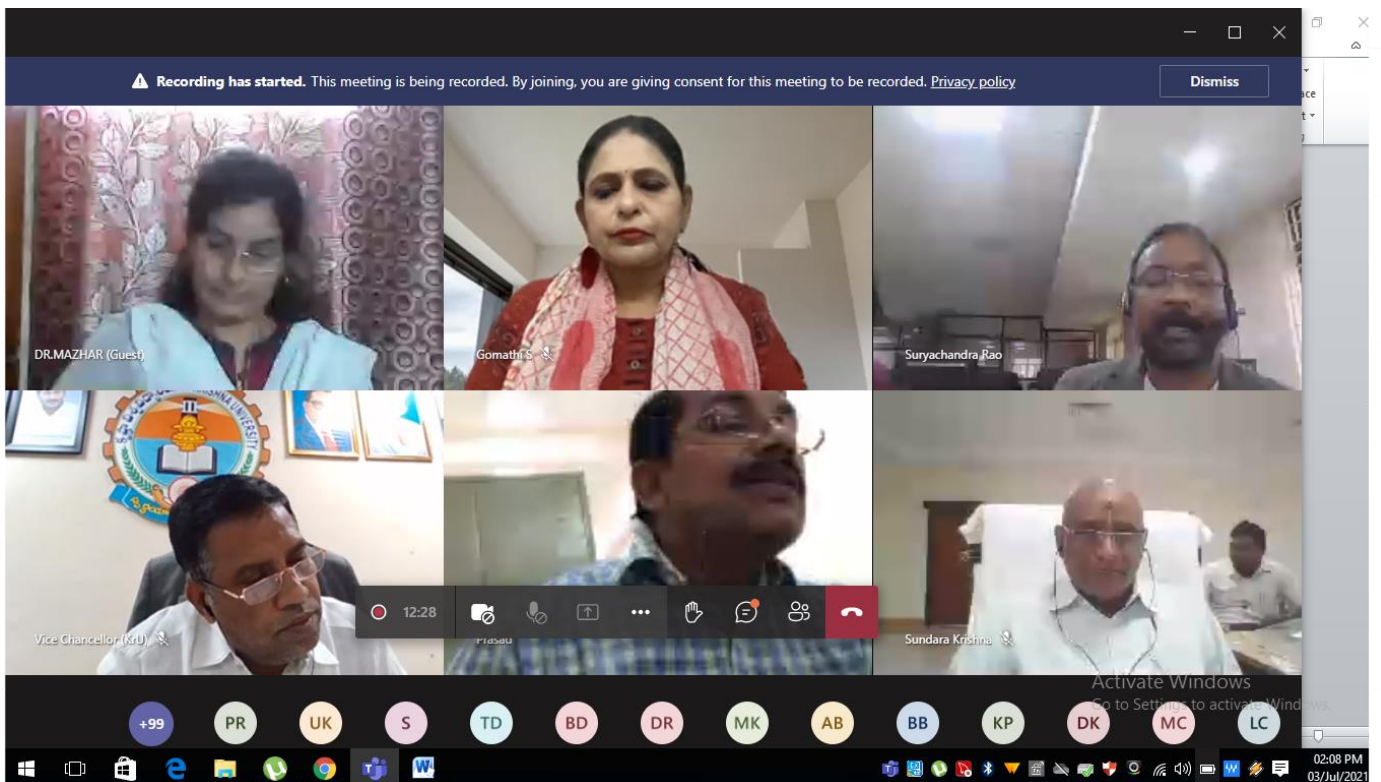 Recording has started. This meeting is being recorded. By joining, you are giving consent for this meeting to be recorded. Privacy policy
Dismiss
ace
DR.MAZHAR (Guest)
Gomathi S
Suryachandra Rao
KRISHNA UNIVERSITY
12:28
Vice Chancellor (KrU)
Prasad
Sundara Krishna
Activate Windows
Go to Settings to activate Windows.
+99
PR
UK
S
TD
BD
DR
MK
AB
BB
KP
DK
MC
LC
02:08 PM
03/Jul/2021